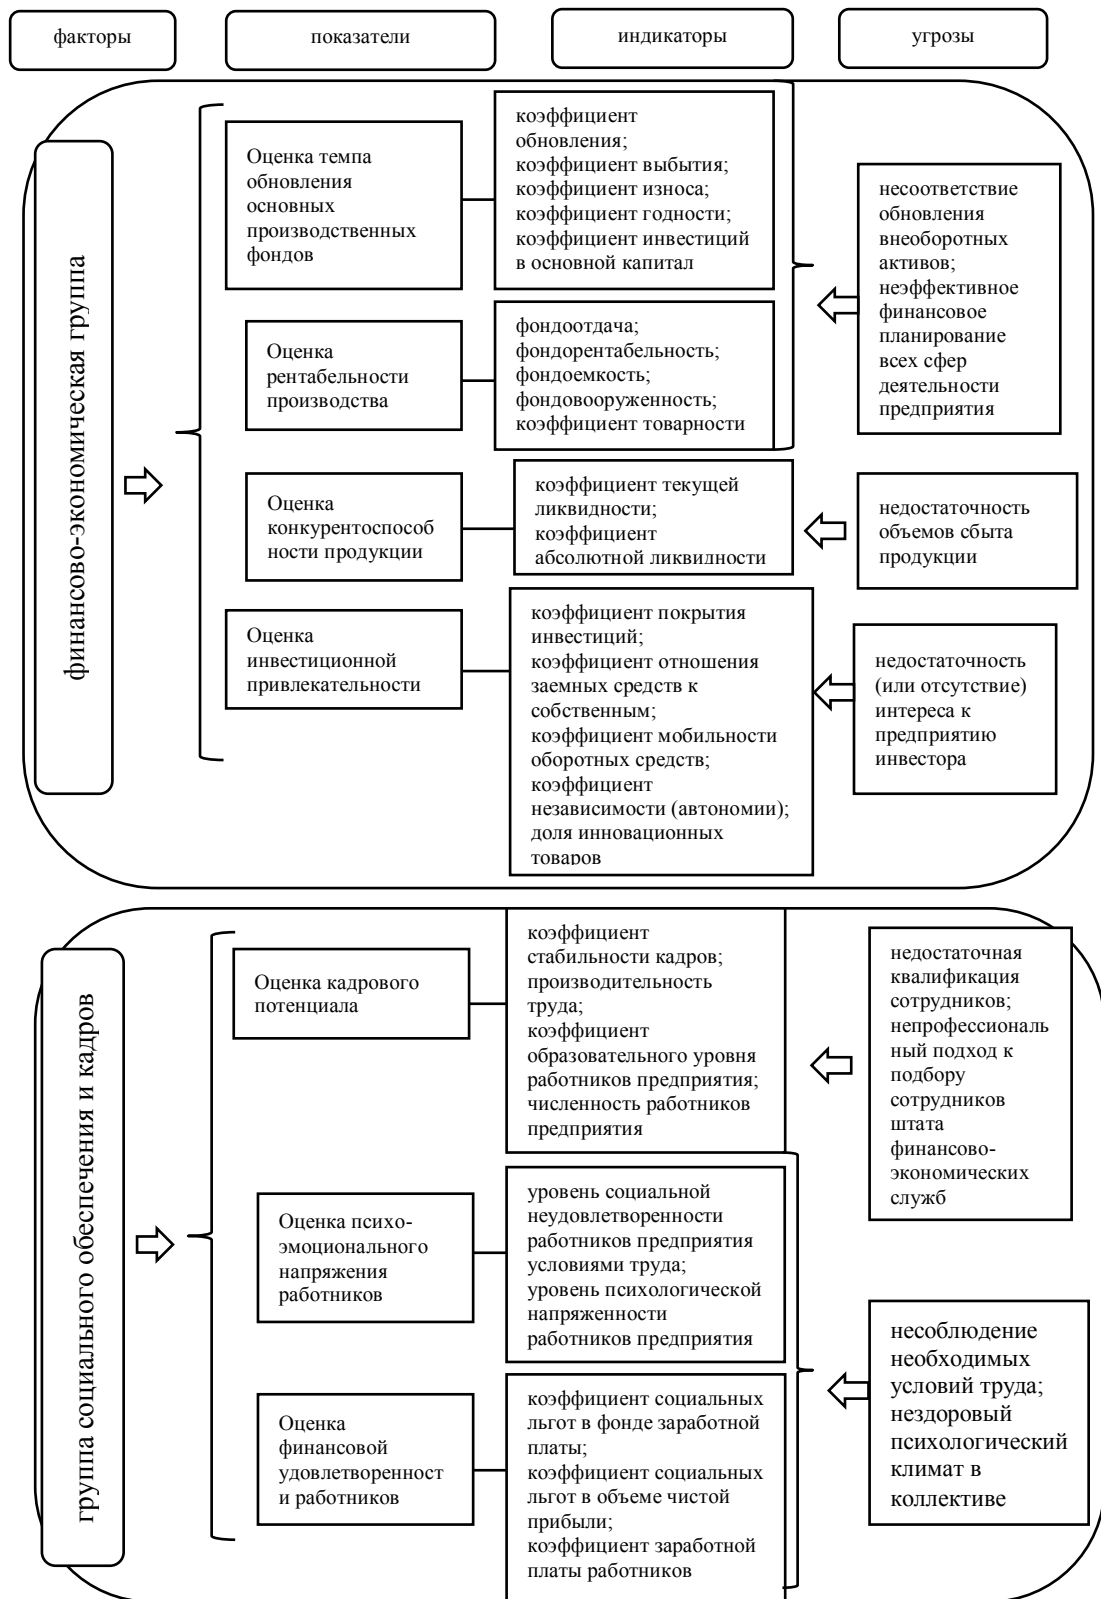 факторы
показатели
индикаторы
угрозы
финансово-экономическая группа
Оценка темпа
обновления
основных
производственных
фондов
коэффициент
обновления;
коэффициент выбытия;
коэффициент износа;
коэффициент годности;
коэффициент инвестиций
в основной капитал
несоответствие
обновления
внеоборотных
активов;
неэффективное
финансовое
планирование
всех сфер
деятельности
предприятия
Оценка
рентабельности
производства
фондоотдача;
фондорентабельность;
фондоемкость;
фондовооруженность;
коэффициент товарности
Оценка
конкурентоспособ
ности продукции
коэффициент текущей
ликвидности;
коэффициент
абсолютной ликвидности
недостаточность
объемов сбыта
продукции
Оценка
инвестиционной
привлекательности
коэффициент покрытия
инвестиций;
коэффициент отношения
заемных средств к
собственным;
коэффициент мобильности
оборотных средств;
коэффициент
независимости (автономии);
доля инновационных
товаров
недостаточность
(или отсутствие)
интереса к
предприятию
инвестора
группа социального обеспечения и кадров
Оценка кадрового
потенциала
коэффициент
стабильности кадров;
производительность
труда;
коэффициент
образовательного уровня
работников предприятия;
численность работников
предприятия
недостаточная
квалификация
сотрудников;
непрофессиональ
ный подход к
подбору
сотрудников
штата
финансово-
экономических
служб
Оценка психо-
эмоционального
напряжения
работников
уровень социальной
неудовлетворенности
работников предприятия
условиями труда;
уровень психологической
напряженности
работников предприятия
Оценка
финансовой
удовлетворенност
и работников
коэффициент социальных
льгот в фонде заработной
платы;
коэффициент социальных
льгот в объеме чистой
прибыли;
коэффициент заработной
платы работников
несоблюдение
необходимых
условий труда;
нездоровый
психологический
климат в
коллективе